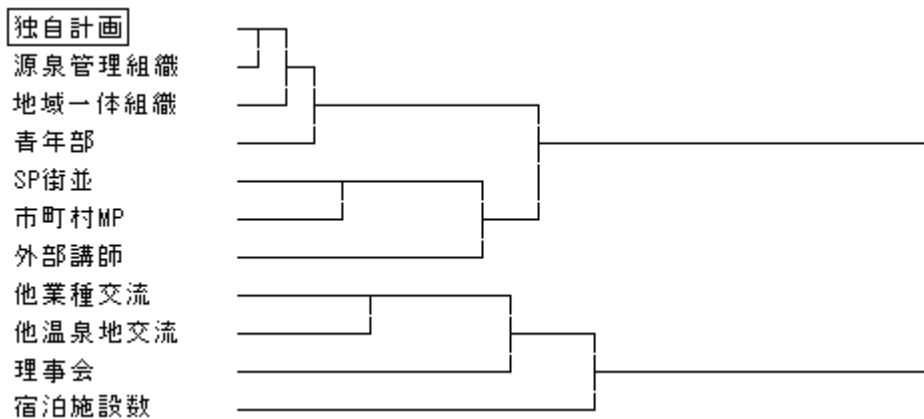 独自計画
源泉管理組織
地域一体組織
青年部
SP街並
市町村MP
外部講師
他業種交流
他温泉地交流
理事会
宿泊施設数